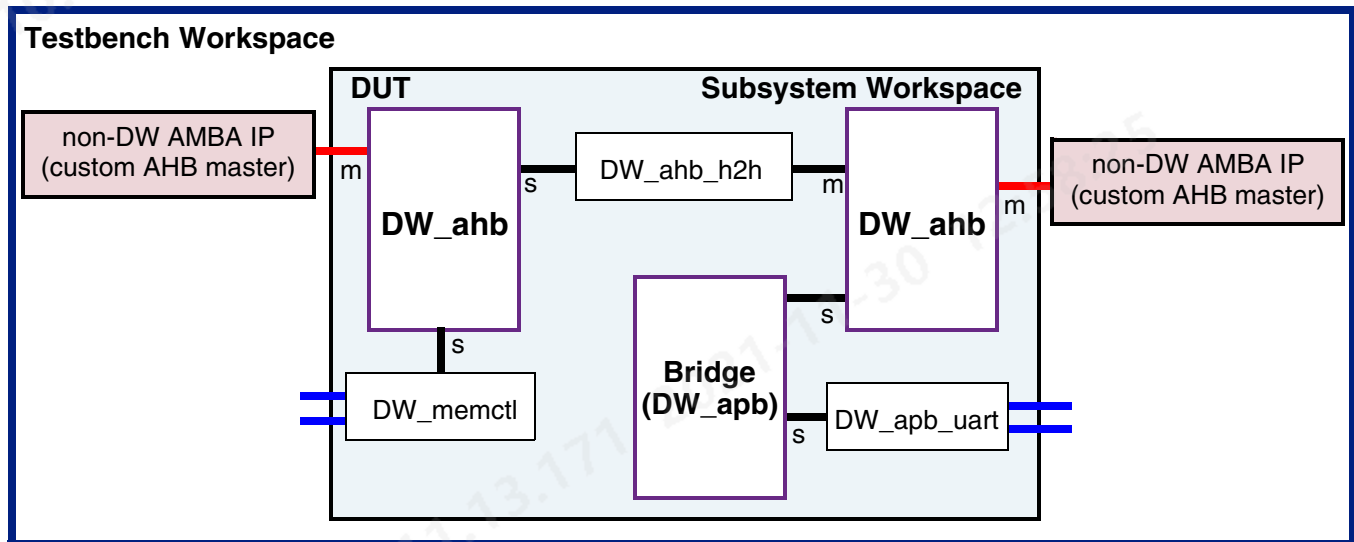 Testbench Workspace
DUT
Subsystem Workspace
non-DW AMBA IP
(custom AHB master)
m
DW_ahb
s
DW_ahb_h2h
m
DW_ahb
m
non-DW AMBA IP
(custom AHB master)
s
s
Bridge
(DW_apb)
s
DW_memctl
DW_apb_uart